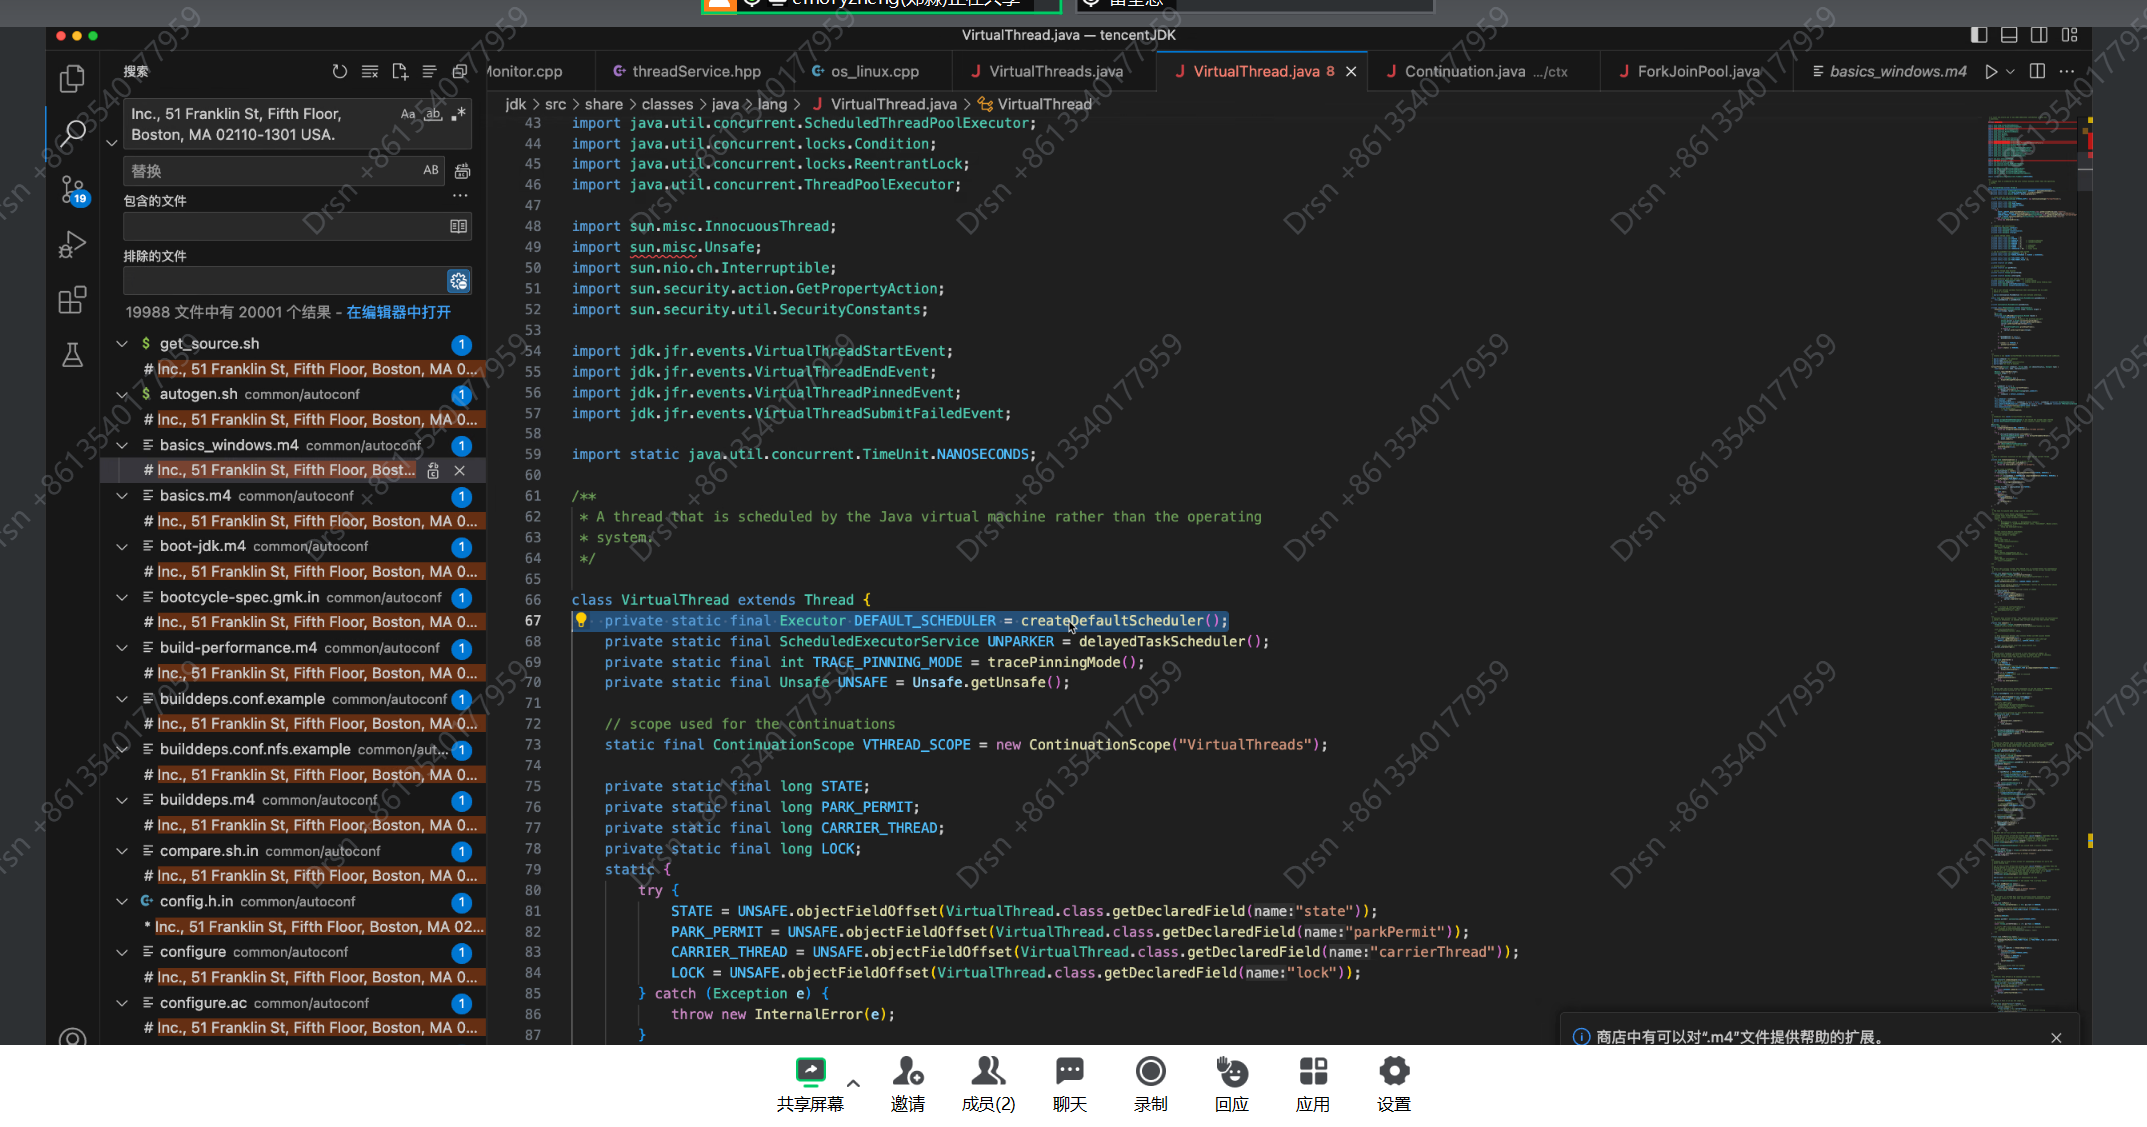 VirtualThread.java — tencentJDK
搜索
Monitor.cpp
threadService.hpp
os_linux.cpp
VirtualThreads.java
VirtualThread.java 8
Continuation.java .../ctx
ForkJoinPool.java
basics_windows.m4
jdk > src > share > classes > java > lang > VirtualThread.java > VirtualThread
Inc., 51 Franklin St, Fifth Floor,
Boston, MA 02110-1301 USA.
替换
包含的文件
排除的文件
19988 文件中有 20001 个结果 - 在编辑器中打开
get_source.sh 1
# Inc., 51 Franklin St, Fifth Floor, Boston, MA 0...
autogen.sh common/autoconf 1
# Inc., 51 Franklin St, Fifth Floor, Boston, MA 0...
basics_windows.m4 common/autoconf 1
# Inc., 51 Franklin St, Fifth Floor, Bost...
basics.m4 common/autoconf 1
# Inc., 51 Franklin St, Fifth Floor, Boston, MA 0...
boot-jdk.m4 common/autoconf 1
# Inc., 51 Franklin St, Fifth Floor, Boston, MA 0...
bootcycle-spec.gmk.in common/autoconf 1
# Inc., 51 Franklin St, Fifth Floor, Boston, MA 0...
build-performance.m4 common/autoconf 1
# Inc., 51 Franklin St, Fifth Floor, Boston, MA 0...
builddeps.conf.example common/autoconf 1
# Inc., 51 Franklin St, Fifth Floor, Boston, MA 0...
builddeps.conf.nfs.example common/aut... 1
# Inc., 51 Franklin St, Fifth Floor, Boston, MA 0...
builddeps.m4 common/autoconf 1
# Inc., 51 Franklin St, Fifth Floor, Boston, MA 0...
compare.sh.in common/autoconf 1
# Inc., 51 Franklin St, Fifth Floor, Boston, MA 0...
config.h.in common/autoconf 1
* Inc., 51 Franklin St, Fifth Floor, Boston, MA 02...
configure common/autoconf 1
# Inc., 51 Franklin St, Fifth Floor, Boston, MA 0...
configure.ac common/autoconf 1
# Inc., 51 Franklin St, Fifth Floor, Boston, MA 0...
19
43 import java.util.concurrent.ScheduledThreadPoolExecutor;
44 import java.util.concurrent.locks.Condition;
45 import java.util.concurrent.locks.ReentrantLock;
46 import java.util.concurrent.ThreadPoolExecutor;
47
48 import sun.misc.InnocuousThread;
49 import sun.misc.Unsafe;
50 import sun.nio.ch.Interruptible;
51 import sun.security.action.GetPropertyAction;
52 import sun.security.util.SecurityConstants;
53
54 import jdk.jfr.events.VirtualThreadStartEvent;
55 import jdk.jfr.events.VirtualThreadEndEvent;
56 import jdk.jfr.events.VirtualThreadPinnedEvent;
57 import jdk.jfr.events.VirtualThreadSubmitFailedEvent;
58
59 import static java.util.concurrent.TimeUnit.NANOSECONDS;
60
61 /**
62 * A thread that is scheduled by the Java virtual machine rather than the operating
63 * system.
64 */
65
66 class VirtualThread extends Thread {
67 private static final Executor DEFAULT_SCHEDULER = createDefaultScheduler();
68 private static final ScheduledExecutorService UNPARKER = delayedTaskScheduler();
69 private static final int TRACE_PINNING_MODE = tracePinningMode();
70 private static final Unsafe UNSAFE = Unsafe.getUnsafe();
71
72 // scope used for the continuations
73 static final ContinuationScope VTHREAD_SCOPE = new ContinuationScope("VirtualThreads");
74
75 private static final long STATE;
76 private static final long PARK_PERMIT;
77 private static final long CARRIER_THREAD;
78 private static final long LOCK;
79 static {
80 try {
81 STATE = UNSAFE.objectFieldOffset(VirtualThread.class.getDeclaredField(name:"state"));
82 PARK_PERMIT = UNSAFE.objectFieldOffset(VirtualThread.class.getDeclaredField(name:"parkPermit"));
83 CARRIER_THREAD = UNSAFE.objectFieldOffset(VirtualThread.class.getDeclaredField(name:"carrierThread"));
84 LOCK = UNSAFE.objectFieldOffset(VirtualThread.class.getDeclaredField(name:"lock"));
85 } catch (Exception e) {
86 throw new InternalError(e);
87 }
商店中有可以对“.m4”文件提供帮助的扩展。
共享屏幕
邀请
成员(2)
聊天
录制
回应
应用
设置
Drsn +8613540177959